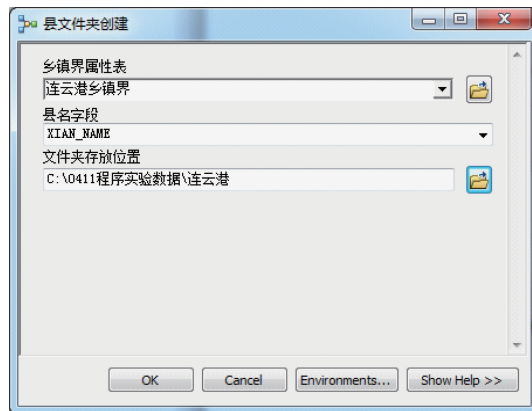 县文件夹创建
乡镇界属性表
连云港乡镇界
县名字段
XIAN_NAME
文件夹存放位置
C:\0411程序实验数据\连云港
OK Cancel Environments... Show Help >>